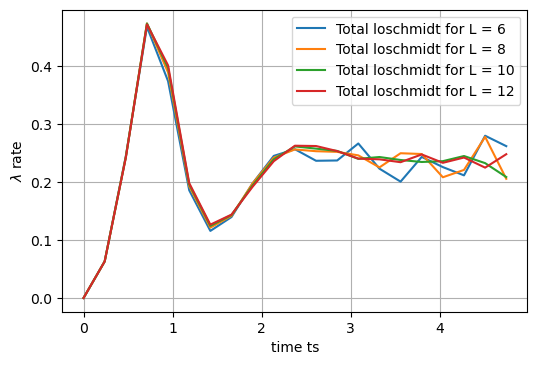 Total loschmidt for L = 6
Total loschmidt for L = 8
Total loschmidt for L = 10
Total loschmidt for L = 12
λ rate
0.4
0.3
0.2
0.1
0.0
0 1 2 3 4
time ts